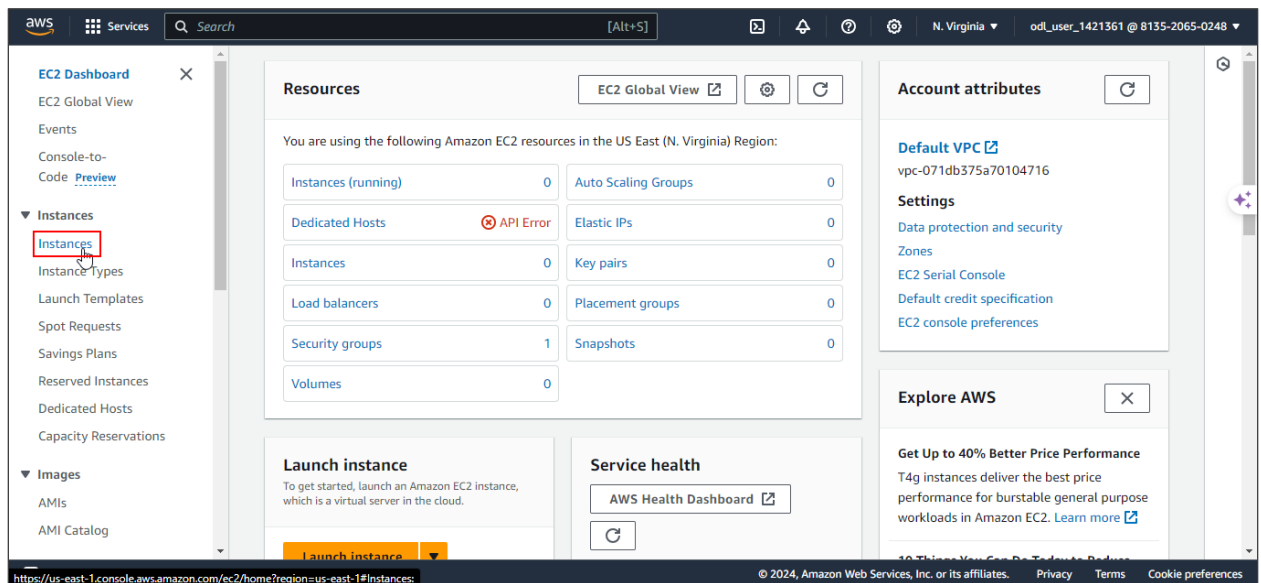 aws
Services
Search
[Alt+S]
N. Virginia
odl_user_1421361 @ 8135-2065-0248
EC2 Dashboard
EC2 Global View
Events
Console-to-
Code Preview
Instances
Instances
Instance Types
Launch Templates
Spot Requests
Savings Plans
Reserved Instances
Dedicated Hosts
Capacity Reservations
Images
AMIs
AMI Catalog
Resources
EC2 Global View
You are using the following Amazon EC2 resources in the US East (N. Virginia) Region:
Instances (running) 0
Auto Scaling Groups 0
Dedicated Hosts API Error
Elastic IPs 0
Instances 0
Key pairs 0
Load balancers 0
Placement groups 0
Security groups 1
Snapshots 0
Volumes 0
Launch instance
To get started, launch an Amazon EC2 instance,
which is a virtual server in the cloud.
Launch instance
Service health
AWS Health Dashboard
Account attributes
Default VPC
vpc-071db375a70104716
Settings
Data protection and security
Zones
EC2 Serial Console
Default credit specification
EC2 console preferences
Explore AWS
Get Up to 40% Better Price Performance
T4g instances deliver the best price
performance for burstable general purpose
workloads in Amazon EC2. Learn more
10 Things You Can Do Today to Reduce
https://us-east-1.console.aws.amazon.com/ec2/home?region=us-east-1#Instances:
© 2024, Amazon Web Services, Inc. or its affiliates.
Privacy
Terms
Cookie preferences